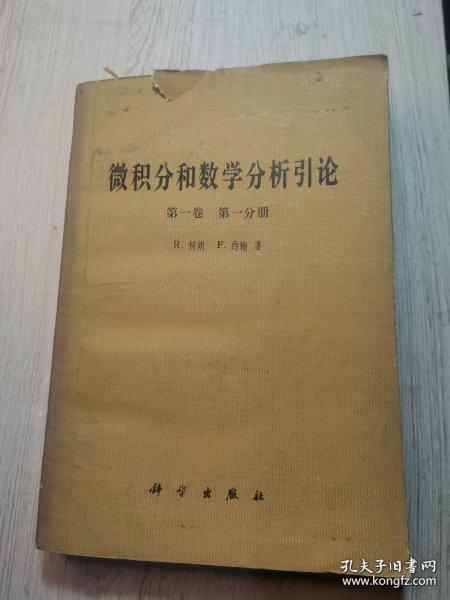 微积分和数学分析引论
第一卷 第一分册
R. 柯朗 F. 约翰 著
科学出版社
孔夫子旧书网
www.kongfz.com